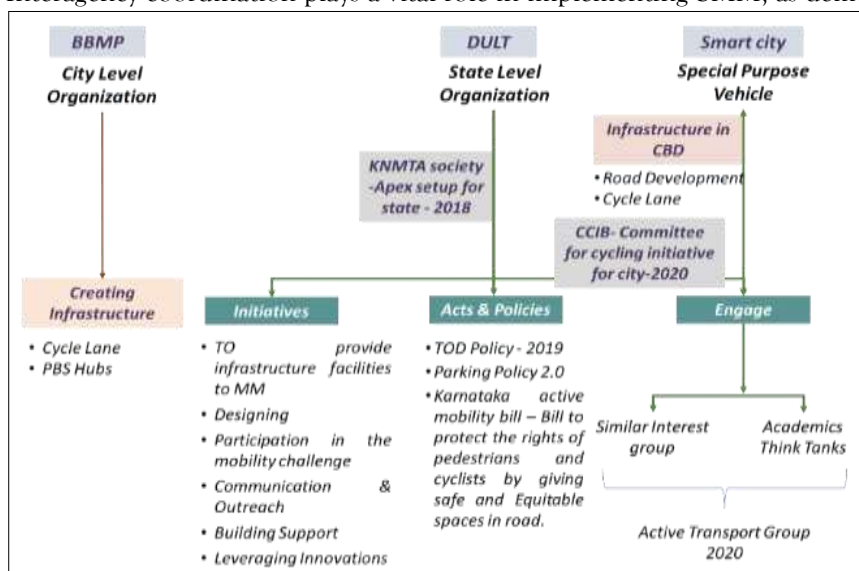 BBMP
City Level
Organization
DULT
State Level
Organization
Smart city
Special Purpose
Vehicle
Infrastructure in
CBD
• Road Development
• Cycle Lane
KNMTA society
-Apex setup for
state - 2018
CCIB- Committee
for cycling initiative
for city-2020
Creating
Infrastructure
• Cycle Lane
• PBS Hubs
Initiatives
• TO provide
infrastructure facilities
to MM
• Designing
• Participation in the
mobility challenge
• Communication &
Outreach
• Building Support
• Leveraging Innovations
Acts & Policies
• TOD Policy - 2019
• Parking Policy 2.0
• Karnataka active
mobility bill – Bill to
protect the rights of
pedestrians and
cyclists by giving
safe and Equitable
spaces in road.
Engage
Similar Interest
group
Academics
Think Tanks
Active Transport Group
2020